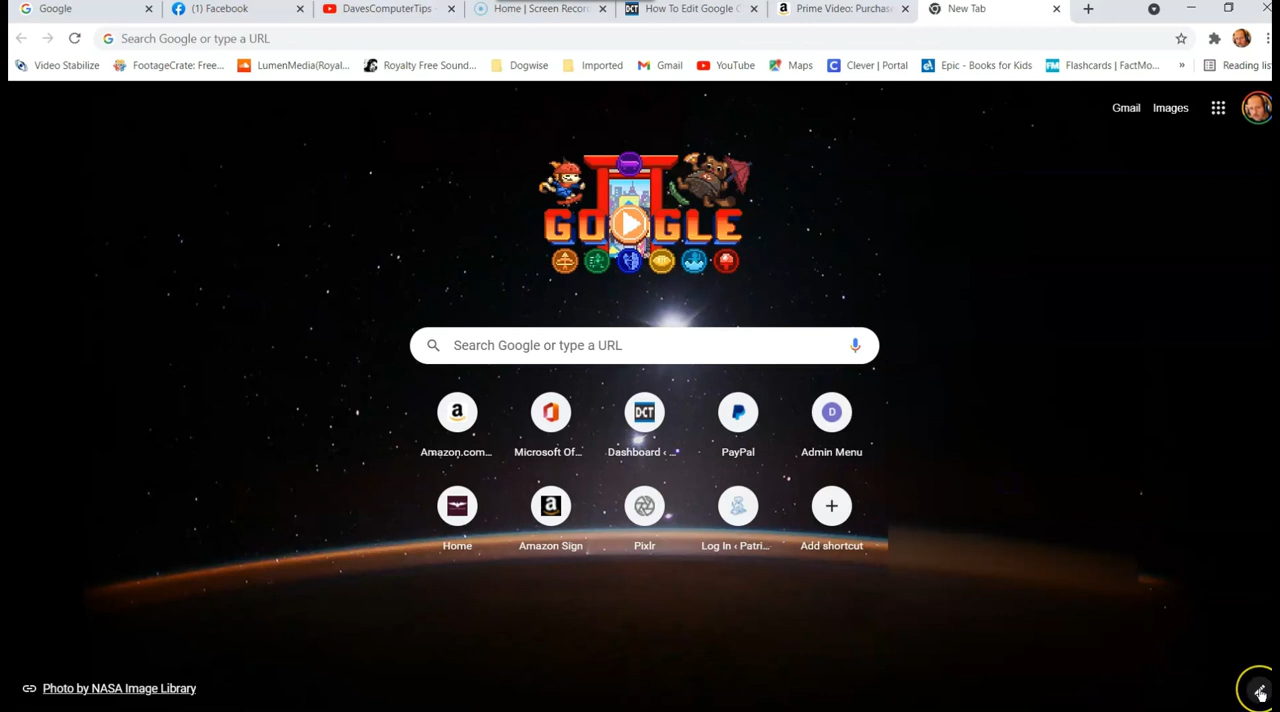 Google
(1) Facebook
DavesComputerTips -
Home | Screen Recor
How To Edit Google C
Prime Video: Purchase
New Tab
Search Google or type a URL
Video Stabilize
FootageCrate: Free...
LumenMedia(Royal...
Royalty Free Sound...
Dogwise
Imported
Gmail
YouTube
Maps
Clever | Portal
Epic - Books for Kids
Flashcards | FactMo...
»
Reading list
Gmail
Images
GOOGLE
Search Google or type a URL
Amazon.com...
Microsoft Of...
Dashboard ‹ ...
PayPal
Admin Menu
Home
Amazon Sign
Pixlr
Log In ‹ Patri...
Add shortcut
Photo by NASA Image Library